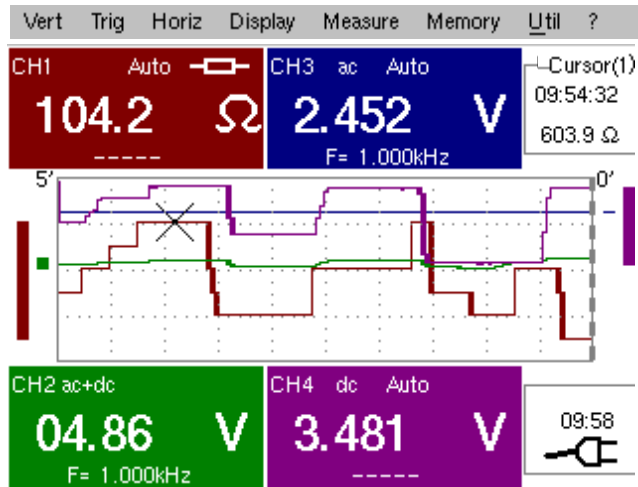 Vert Trig Horiz Display Measure Memory Util ?
CH1 Auto
104.2 Ω
-----
CH3 ac Auto
2.452 V
F= 1.000kHz
Cursor(1)
09:54:32
603.9 Ω
5' 0'
CH2 ac+dc
04.86 V
F= 1.000kHz
CH4 dc Auto
3.481 V
-----
09:58